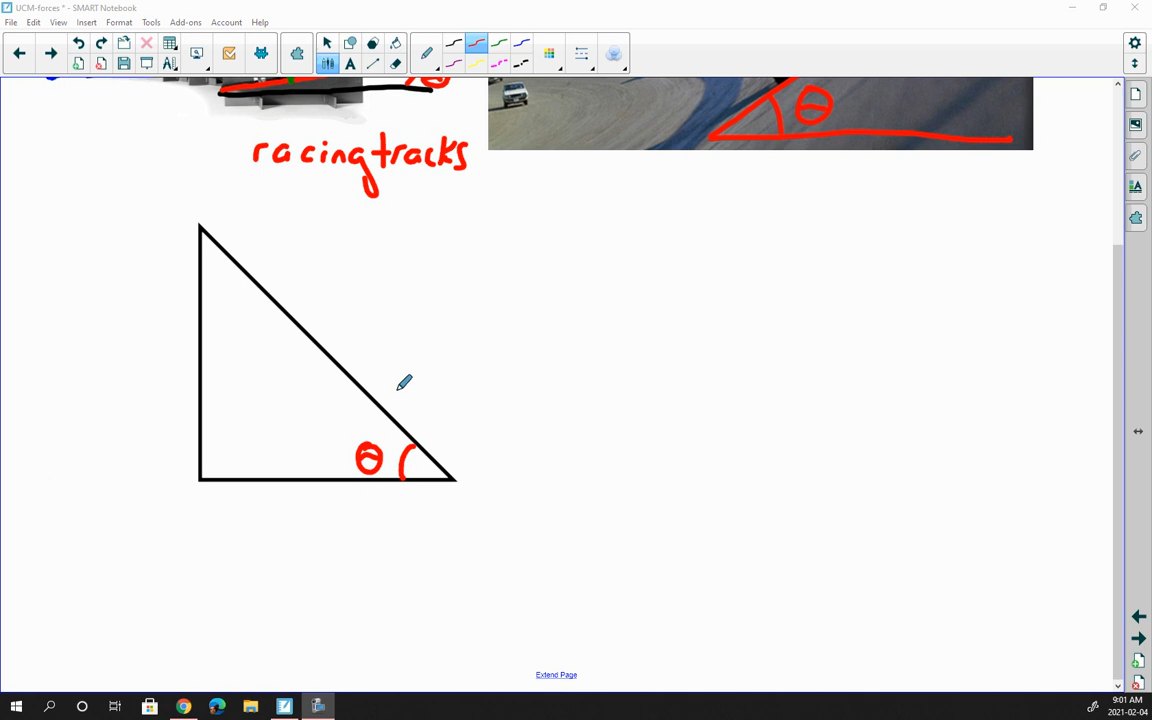 UCM-forces * - SMART Notebook
File Edit View Insert Format Tools Add-ons Account Help
θ
θ
racingtracks
θ
Extend Page
9:01 AM
2021-02-04